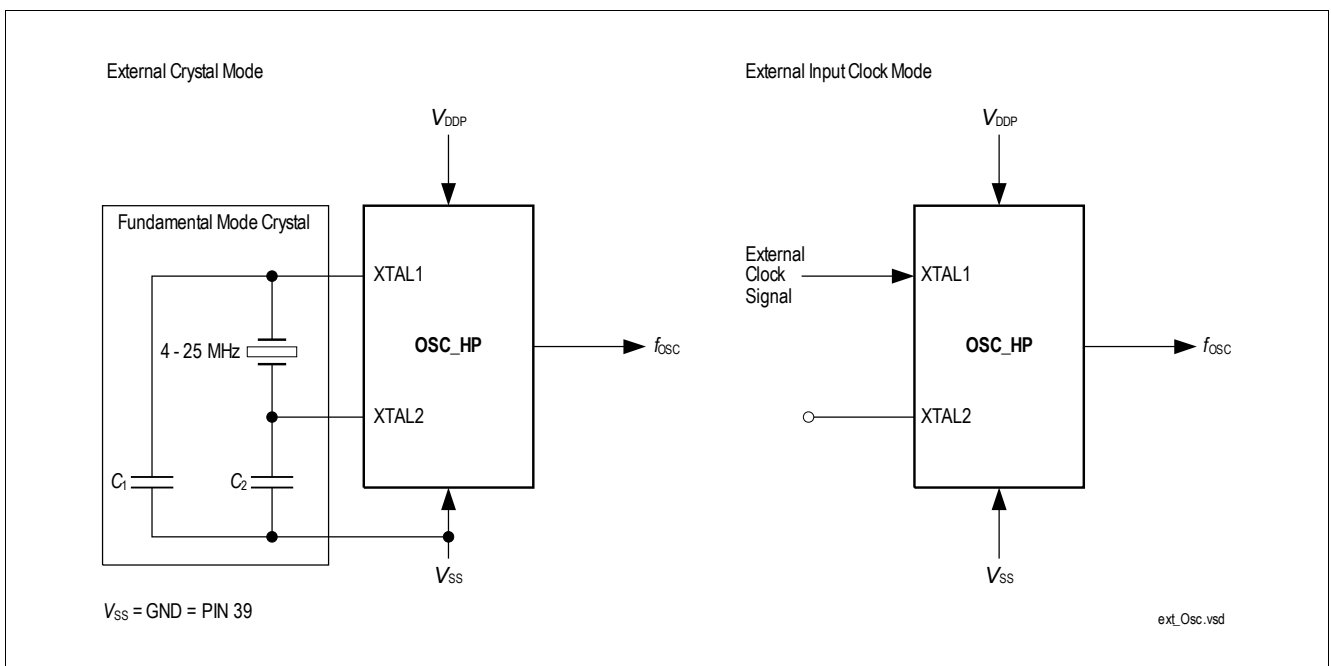 External Crystal Mode
VDDP
Fundamental Mode Crystal
XTAL1
4 - 25 MHz
OSC_HP
fOSC
XTAL2
C1
C2
VSS
VSS = GND = PIN 39
External Input Clock Mode
VDDP
External
Clock
Signal
XTAL1
OSC_HP
fOSC
XTAL2
VSS
ext_Osc.vsd